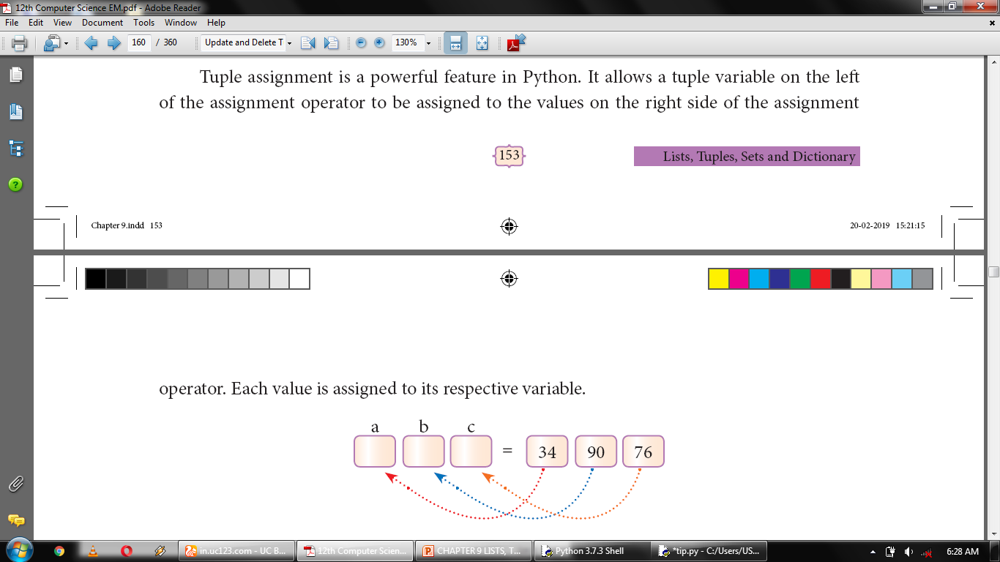 12th Computer Science EM.pdf - Adobe Reader
File Edit View Document Tools Window Help
160 / 360 Update and Delete T 130%
Tuple assignment is a powerful feature in Python. It allows a tuple variable on the left
of the assignment operator to be assigned to the values on the right side of the assignment
153 Lists, Tuples, Sets and Dictionary
Chapter 9.indd 153 20-02-2019 15:21:15
operator. Each value is assigned to its respective variable.
a b c
= 34 90 76
in.uc123.com - UC B... 12th Computer Scien... CHAPTER 9 LISTS, T... Python 3.7.3 Shell *tip.py - C:/Users/US... 6:28 AM